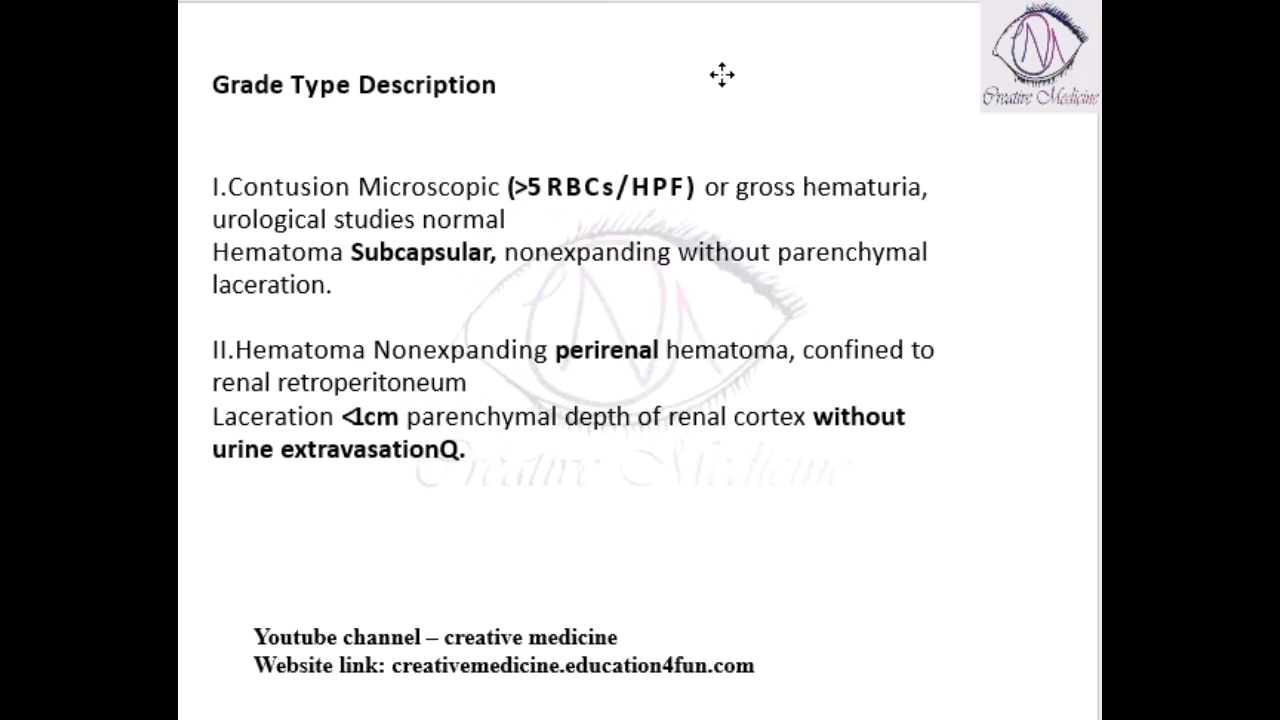 Creative Medicine
Grade Type Description
I.Contusion Microscopic (>5 RBCs/HPF) or gross hematuria,
urological studies normal
Hematoma Subcapsular, nonexpanding without parenchymal
laceration.
II.Hematoma Nonexpanding perirenal hematoma, confined to
renal retroperitoneum
Laceration <1cm parenchymal depth of renal cortex without
urine extravasationQ.
Creative Medicine
Youtube channel – creative medicine
Website link: creativemedicine.education4fun.com